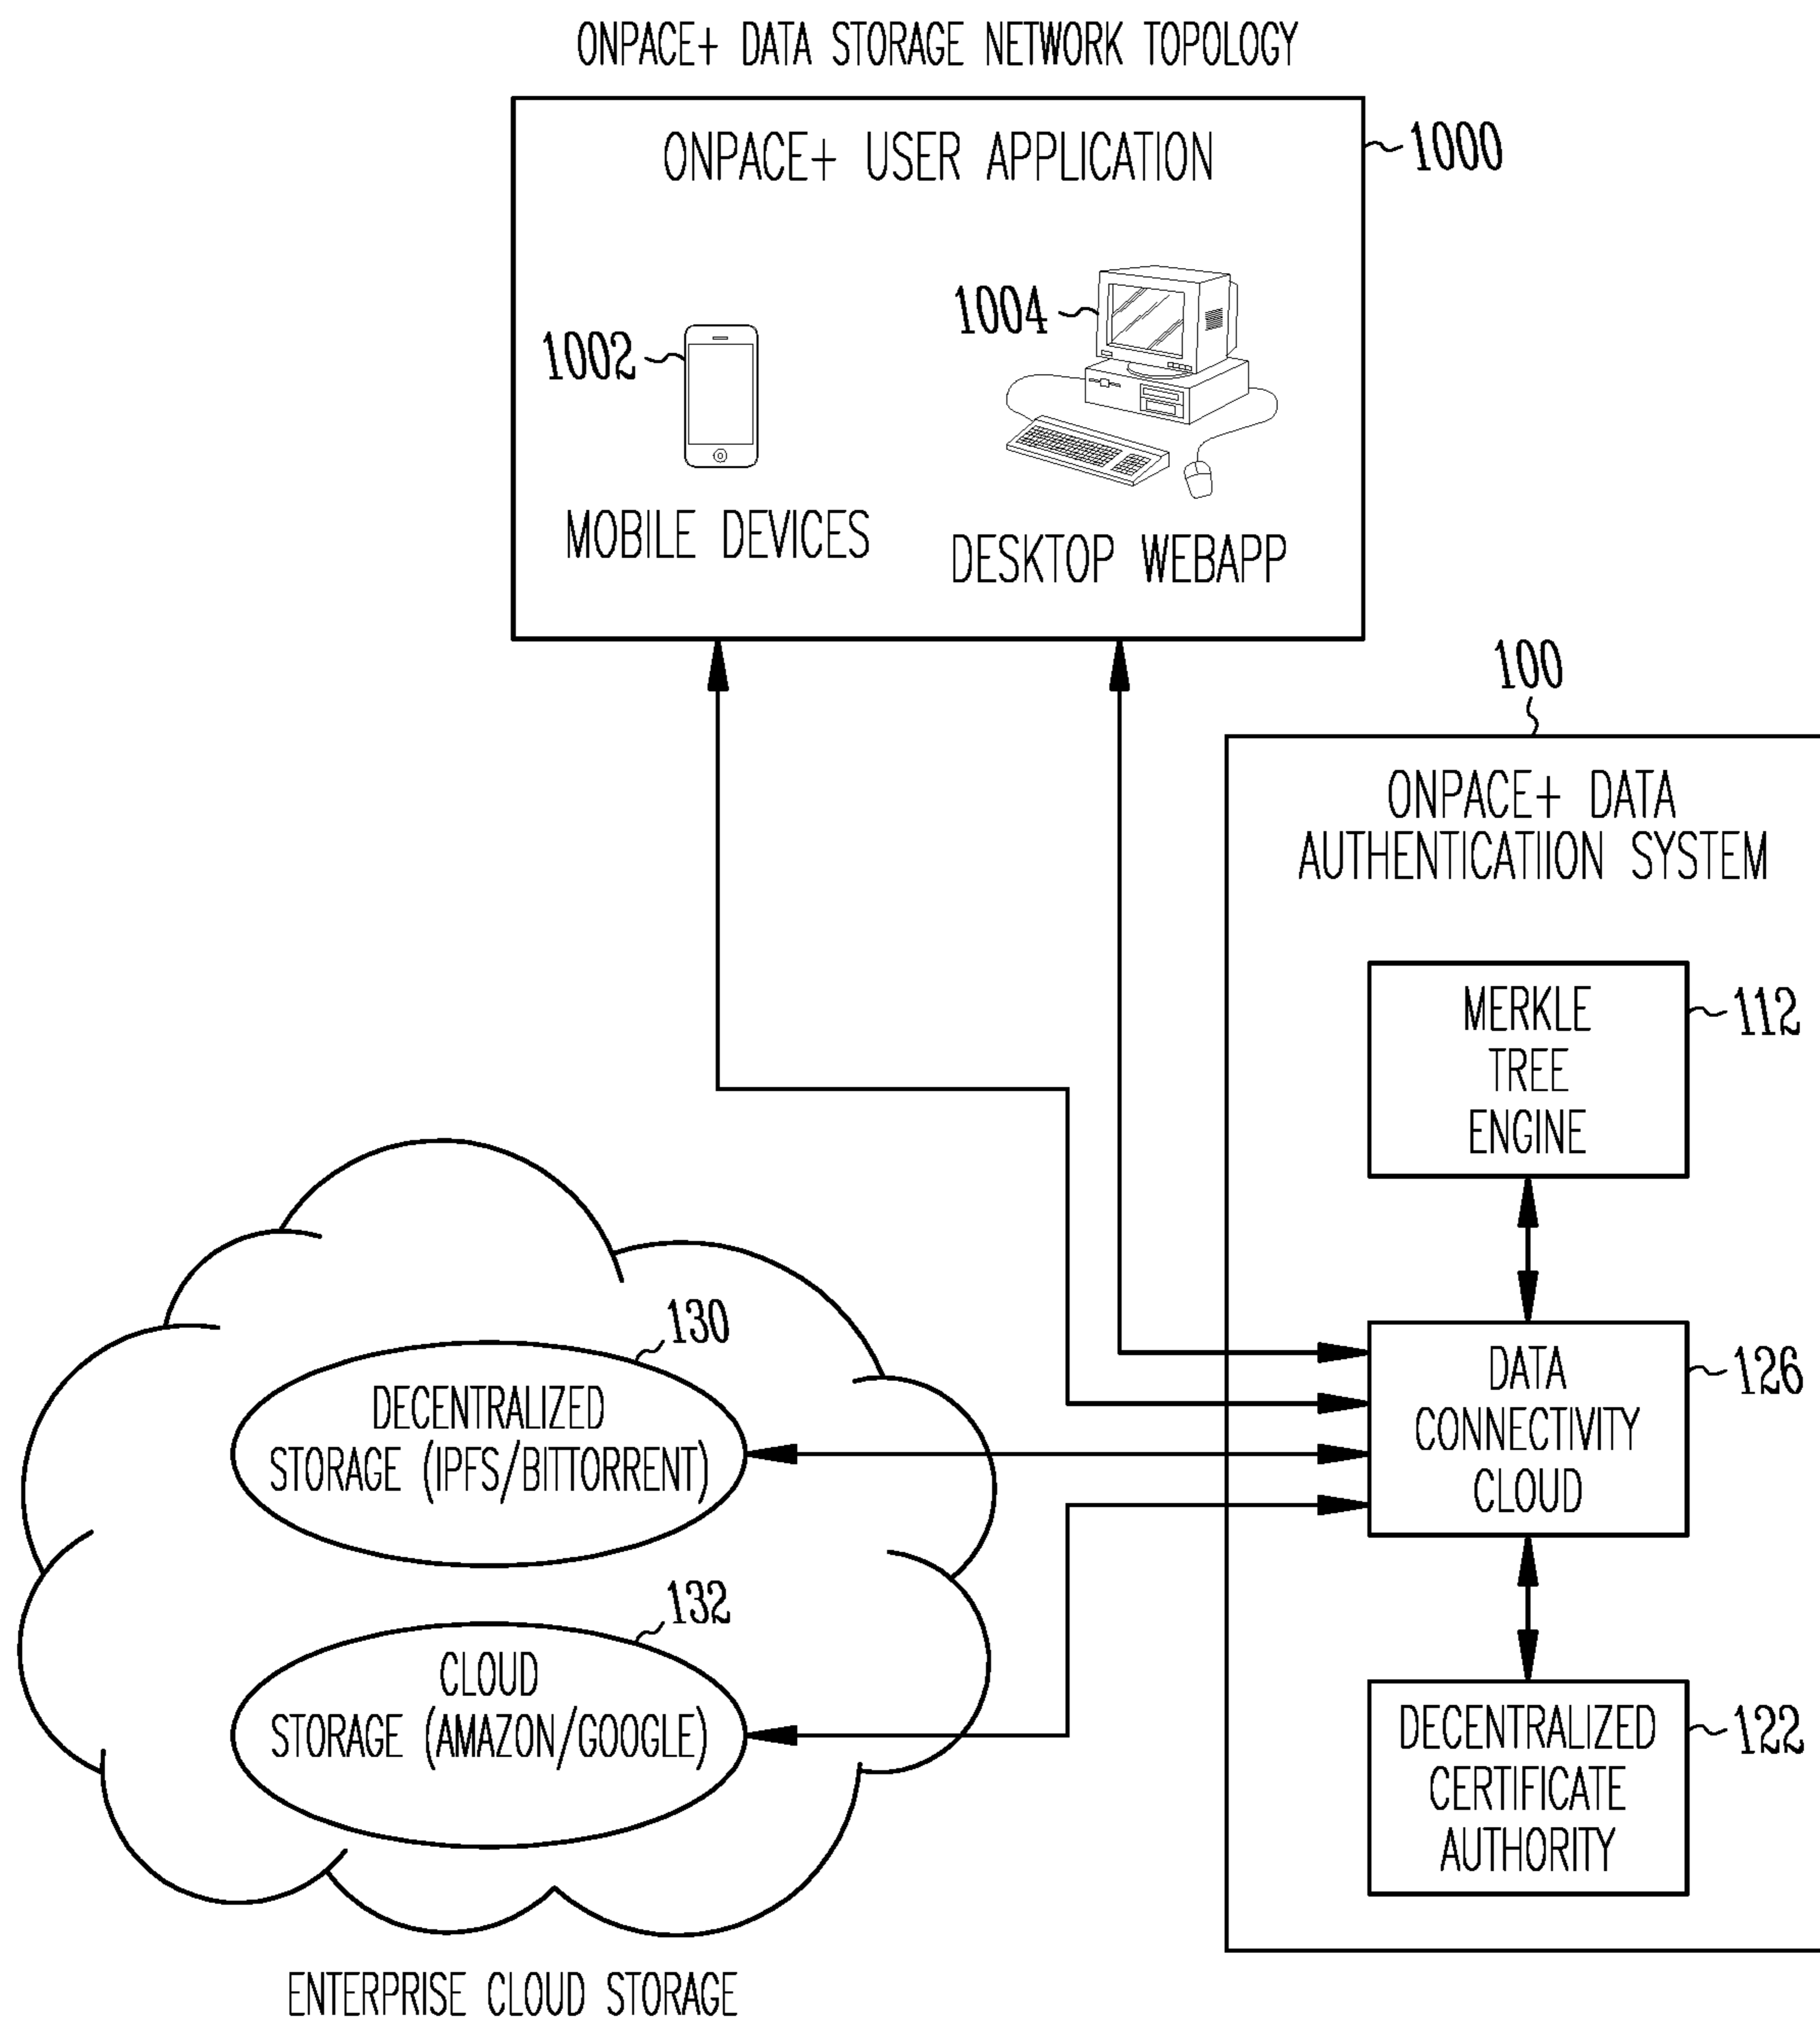 ONPACE+ DATA STORAGE NETWORK TOPOLOGY
ONPACE+ USER APPLICATION
1000
1002
1004
MOBILE DEVICES
DESKTOP WEBAPP
100
ONPACE+ DATA
AUTHENTICATIION SYSTEM
MERKLE
TREE
ENGINE
112
DATA
CONNECTIVITY
CLOUD
126
DECENTRALIZED
CERTIFICATE
AUTHORITY
122
130
DECENTRALIZED
STORAGE (IPFS/BITTORRENT)
132
CLOUD
STORAGE (AMAZON/GOOGLE)
ENTERPRISE CLOUD STORAGE